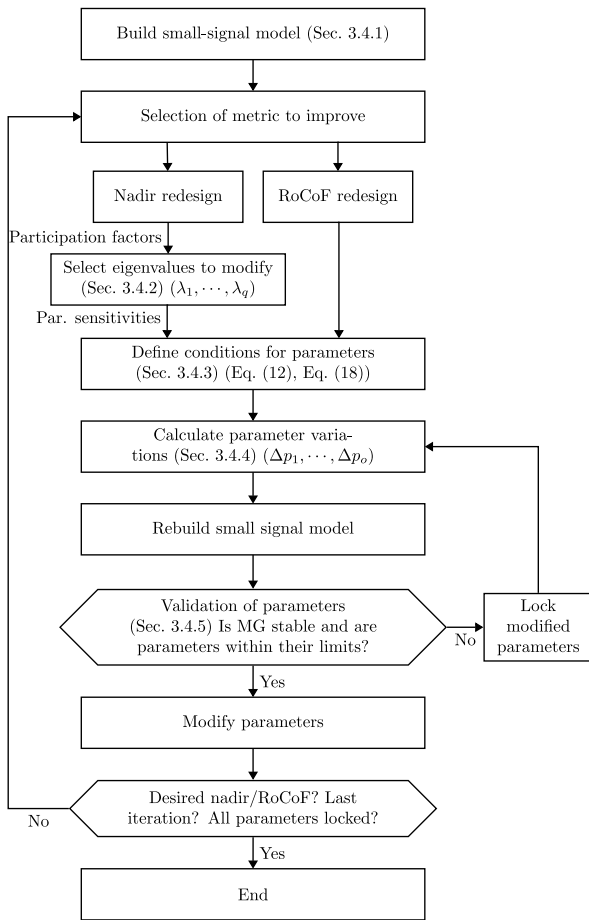 Build small-signal model (Sec. 3.4.1)
Selection of metric to improve
Nadir redesign
RoCoF redesign
Participation factors
Select eigenvalues to modify
(Sec. 3.4.2) (λ₁, ⋯, λ_q)
Par. sensitivities
Define conditions for parameters
(Sec. 3.4.3) (Eq. (12), Eq. (18))
Calculate parameter varia-
tions (Sec. 3.4.4) (Δp₁, ⋯, Δp_o)
Rebuild small signal model
Validation of parameters
(Sec. 3.4.5) Is MG stable and are
parameters within their limits?
No
Lock
modified
parameters
Yes
Modify parameters
Desired nadir/RoCoF? Last
iteration? All parameters locked?
No
Yes
End